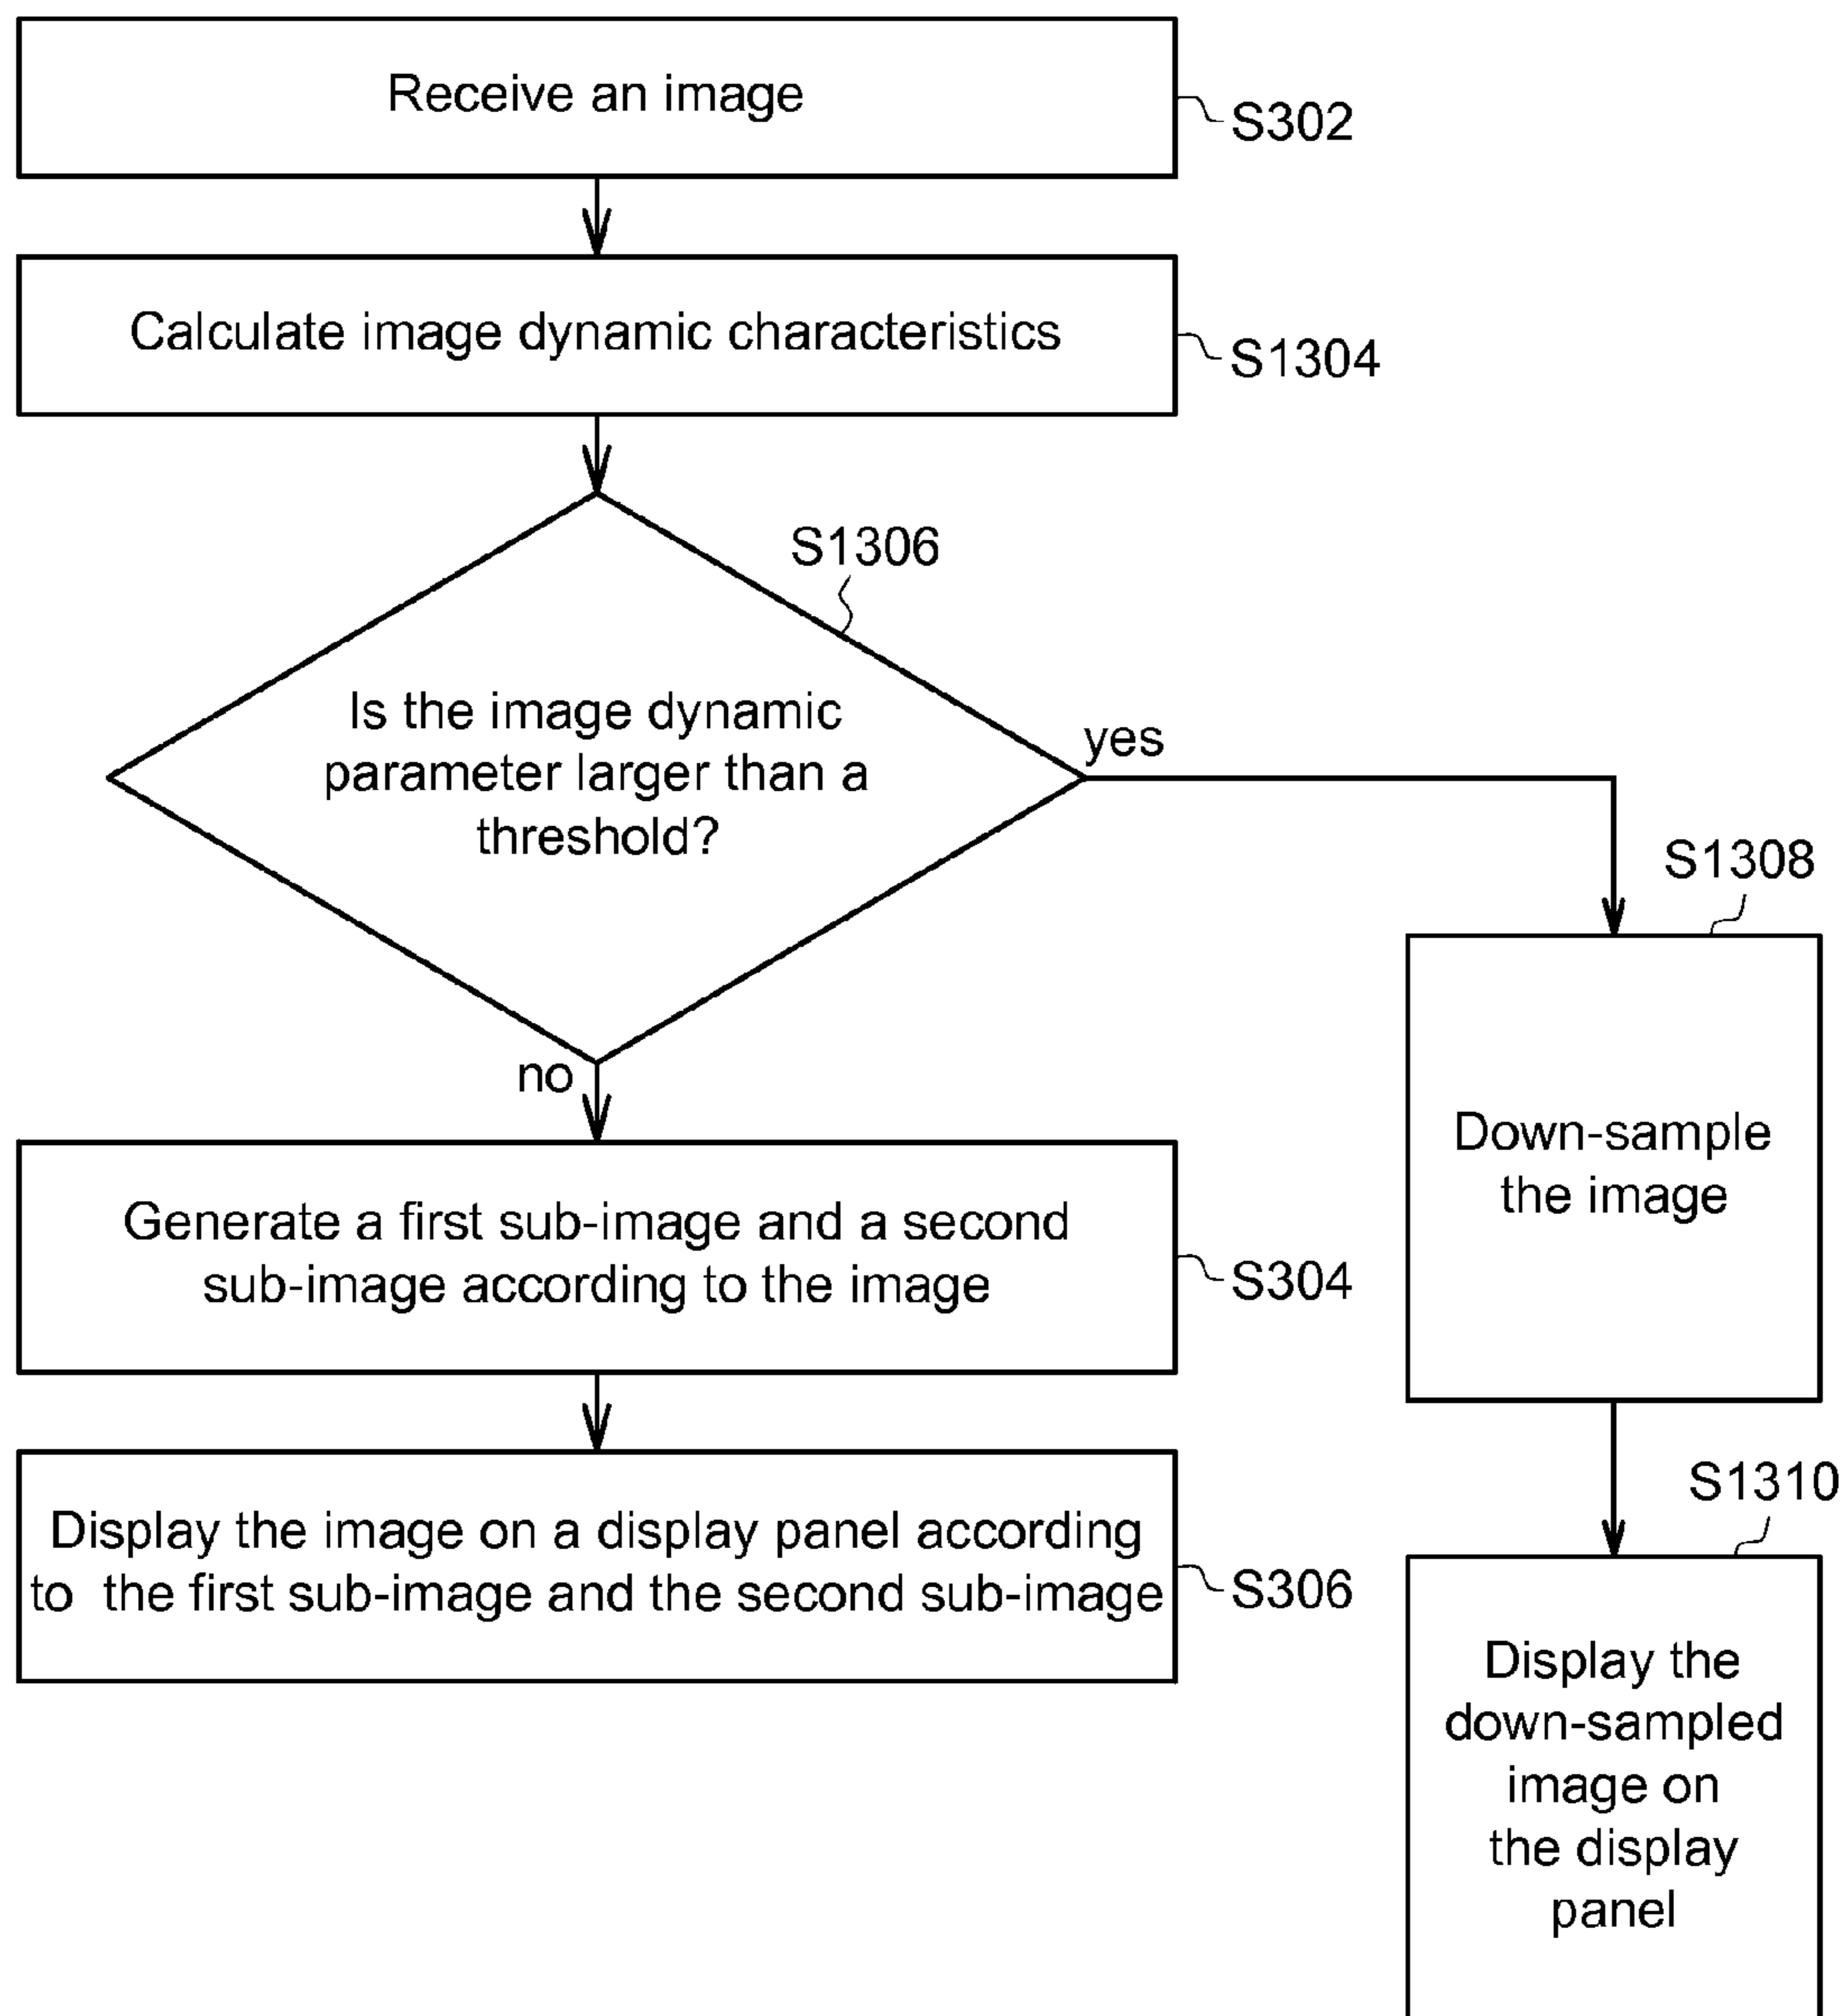 Receive an image
S302
Calculate image dynamic characteristics
S1304
S1306
Is the image dynamic
parameter larger than a
threshold?
yes
no
S1308
Down-sample
the image
Generate a first sub-image and a second
sub-image according to the image
S304
Display the image on a display panel according
to the first sub-image and the second sub-image
S306
S1310
Display the
down-sampled
image on
the display
panel